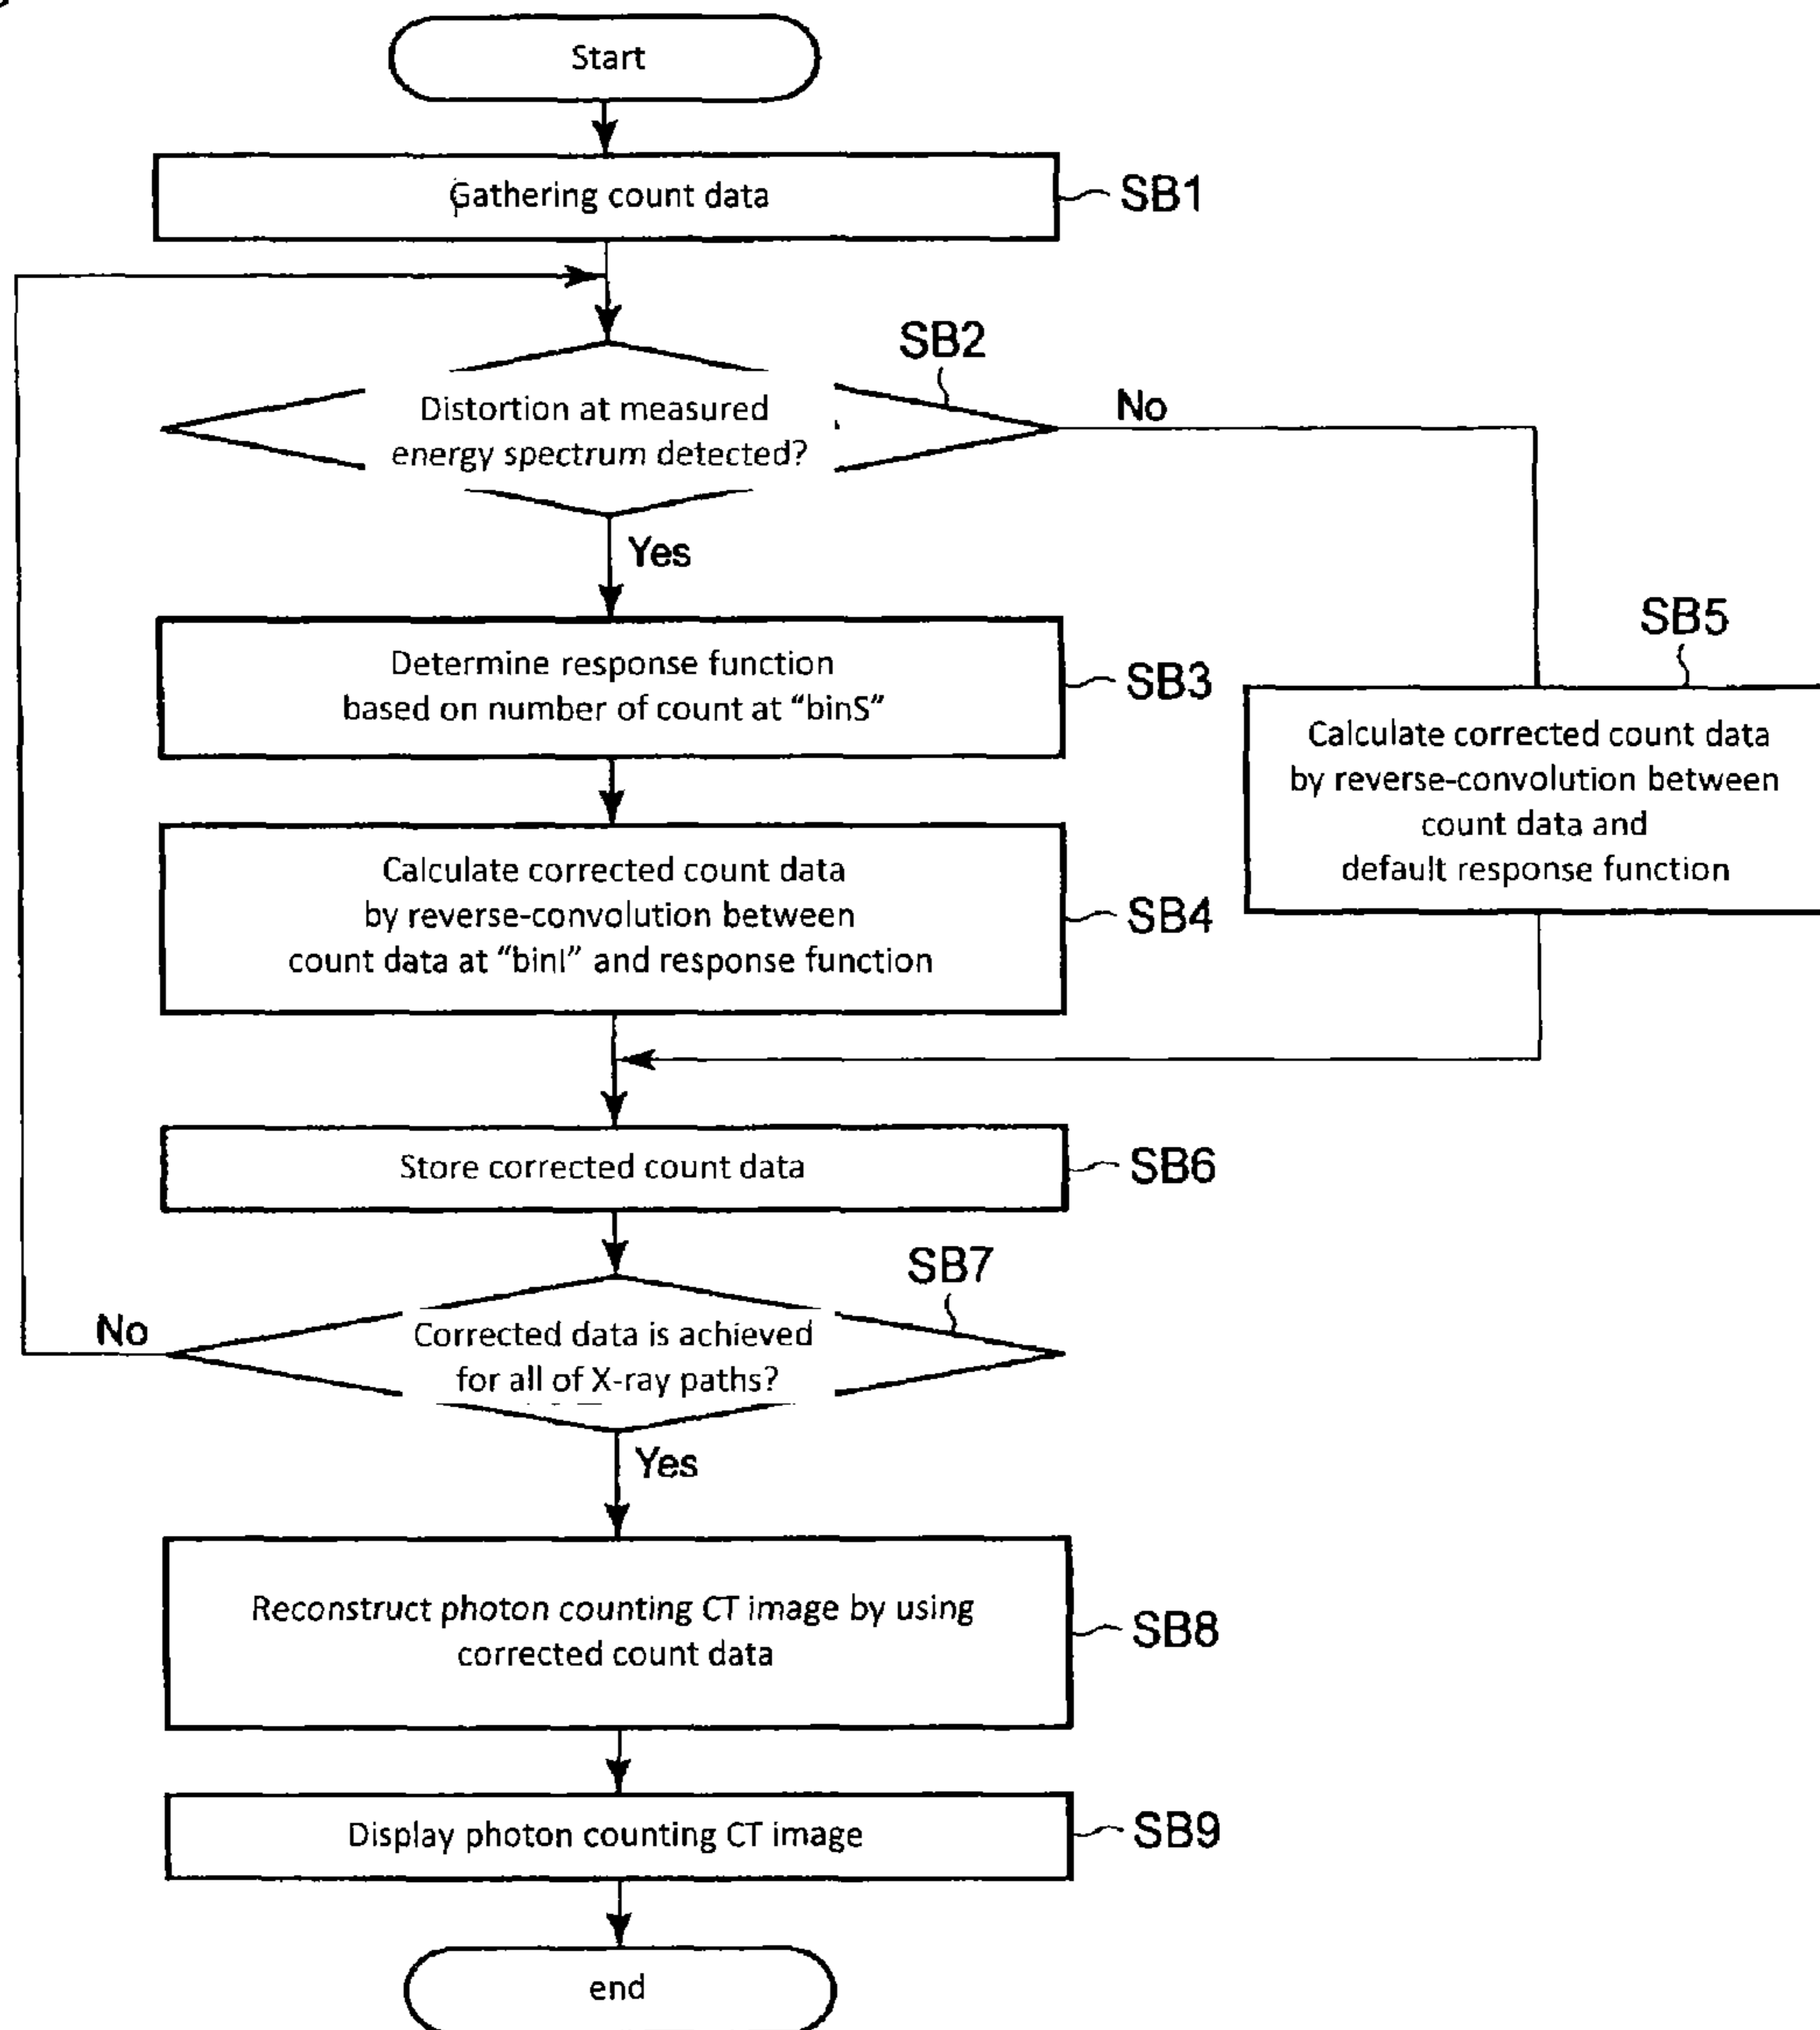 Start
Gathering count data
SB1
SB2
Distortion at measured
energy spectrum detected?
No
Yes
Determine response function
based on number of count at “binS”
SB3
SB5
Calculate corrected count data
by reverse-convolution between
count data and
default response function
Calculate corrected count data
by reverse-convolution between
count data at “binI” and response function
SB4
Store corrected count data
SB6
SB7
Corrected data is achieved
for all of X-ray paths?
No
Yes
Reconstruct photon counting CT image by using
corrected count data
SB8
Display photon counting CT image
SB9
end